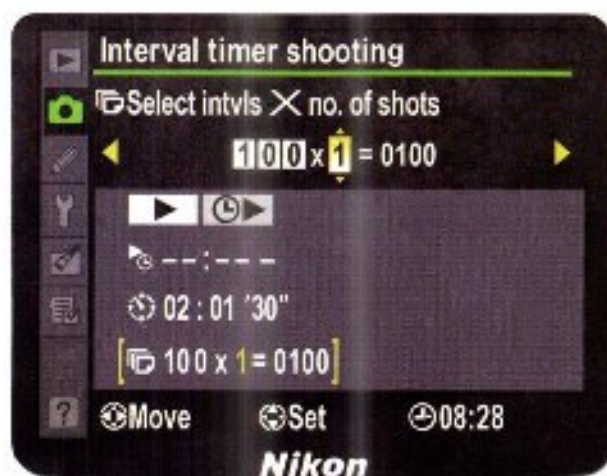 Interval timer shooting
Select intvls X no. of shots
100 x 1 = 0100
--:---
02:01 '30"
[100 x 1 = 0100]
? Move Set 08:28
Nikon